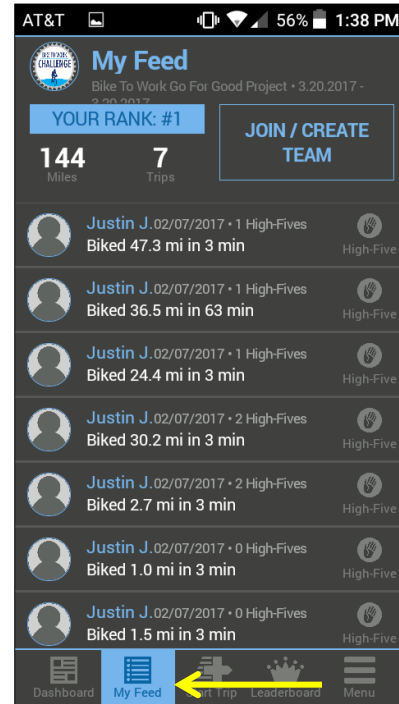 AT&T 56% 1:38 PM
BIKE TO WORK
CHALLENGE
My Feed
Bike To Work Go For Good Project • 3.20.2017 -
3.20.2017
YOUR RANK: #1
144 7
Miles Trips
JOIN / CREATE
TEAM
Justin J.02/07/2017 • 1 High-Fives
Biked 47.3 mi in 3 min
High-Five
Justin J.02/07/2017 • 1 High-Fives
Biked 36.5 mi in 63 min
High-Five
Justin J.02/07/2017 • 1 High-Fives
Biked 24.4 mi in 3 min
High-Five
Justin J.02/07/2017 • 2 High-Fives
Biked 30.2 mi in 3 min
High-Five
Justin J.02/07/2017 • 2 High-Fives
Biked 2.7 mi in 3 min
High-Five
Justin J.02/07/2017 • 0 High-Fives
Biked 1.0 mi in 3 min
High-Five
Justin J.02/07/2017 • 0 High-Fives
Biked 1.5 mi in 3 min
High-Five
Dashboard My Feed Start Trip Leaderboard Menu